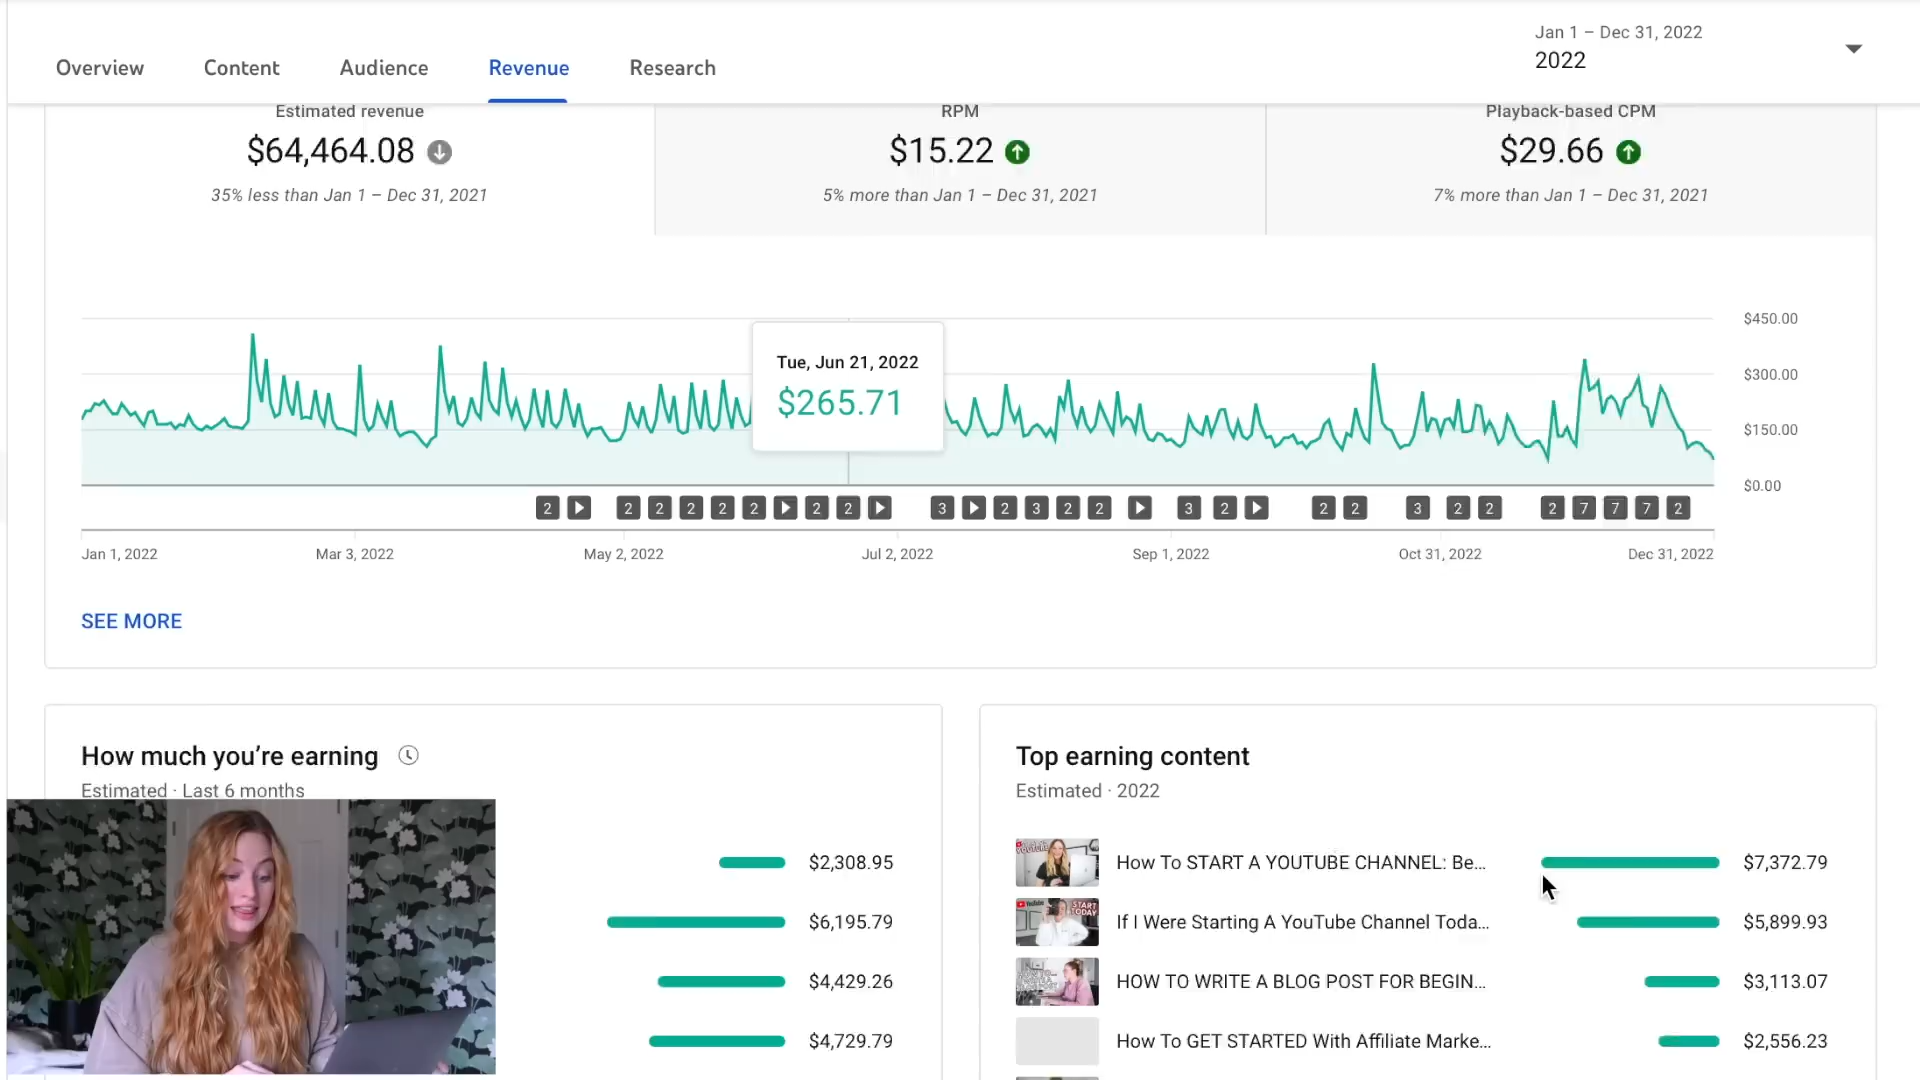 Overview Content Audience Revenue Research
Jan 1 – Dec 31, 2022
2022
Estimated revenue
$64,464.08
35% less than Jan 1 – Dec 31, 2021
RPM
$15.22
5% more than Jan 1 – Dec 31, 2021
Playback-based CPM
$29.66
7% more than Jan 1 – Dec 31, 2021
$450.00
$300.00
$150.00
$0.00
Tue, Jun 21, 2022
$265.71
2 2 2 2 2 2 2 2 3 2 3 2 2 3 2 2 2 3 2 2 2 7 7 7 2
Jan 1, 2022 Mar 3, 2022 May 2, 2022 Jul 2, 2022 Sep 1, 2022 Oct 31, 2022 Dec 31, 2022
SEE MORE
How much you’re earning
Estimated · Last 6 months
$2,308.95
$6,195.79
$4,429.26
$4,729.79
Top earning content
Estimated · 2022
How To START A YOUTUBE CHANNEL: Be... $7,372.79
If I Were Starting A YouTube Channel Toda... $5,899.93
START
TODAY
HOW TO WRITE A BLOG POST FOR BEGIN... $3,113.07
How To GET STARTED With Affiliate Marke... $2,556.23